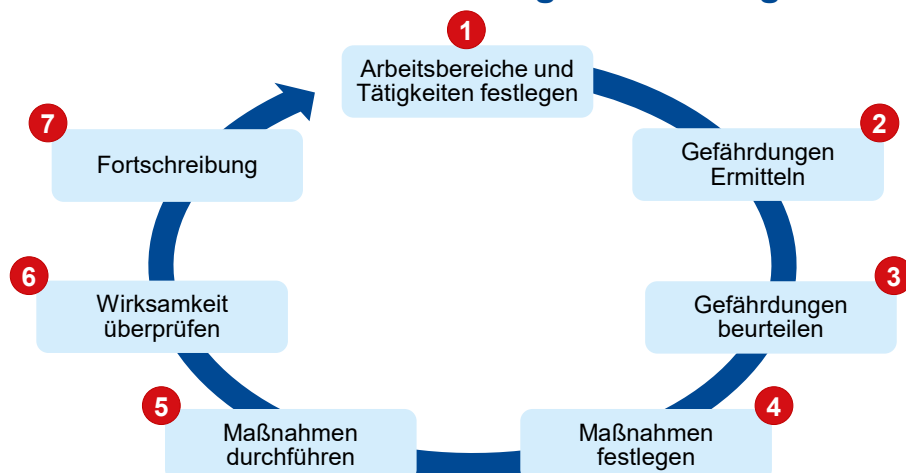 1
Arbeitsbereiche und
Tätigkeiten festlegen
2
Gefährdungen
Ermitteln
3
Gefährdungen
beurteilen
4
Maßnahmen
festlegen
5
Maßnahmen
durchführen
6
Wirksamkeit
überprüfen
7
Fortschreibung